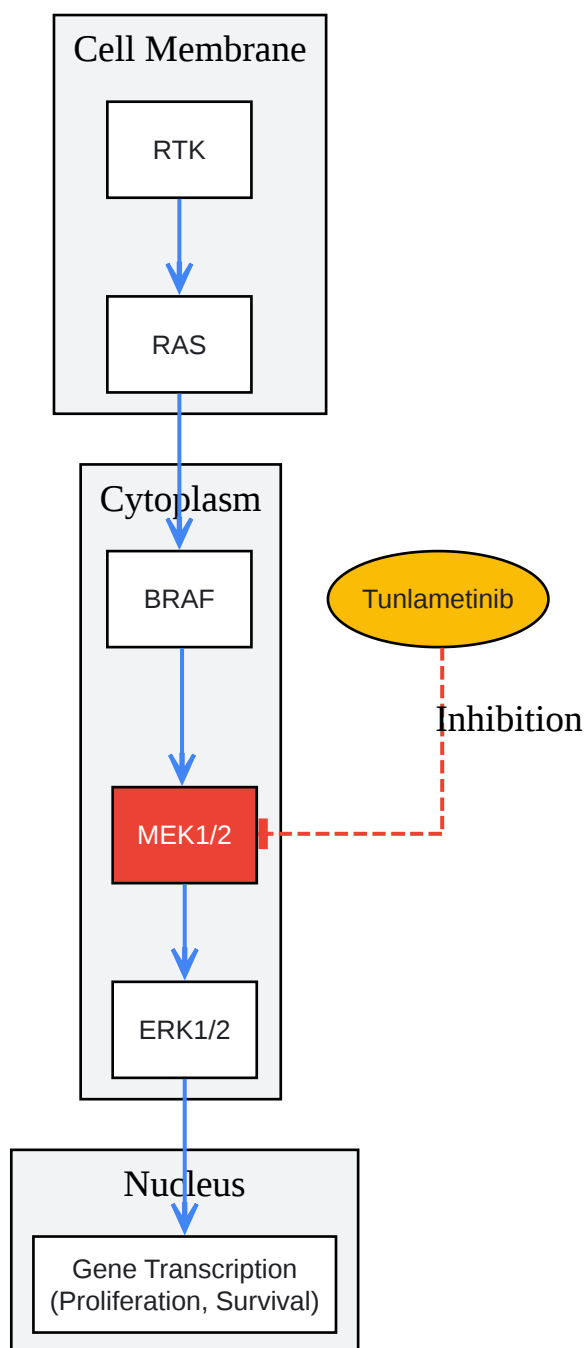 Cell Membrane
RTK
RAS
Cytoplasm
BRAF
Tunlametinib
Inhibition
MEK1/2
ERK1/2
Nucleus
Gene Transcription
(Proliferation, Survival)